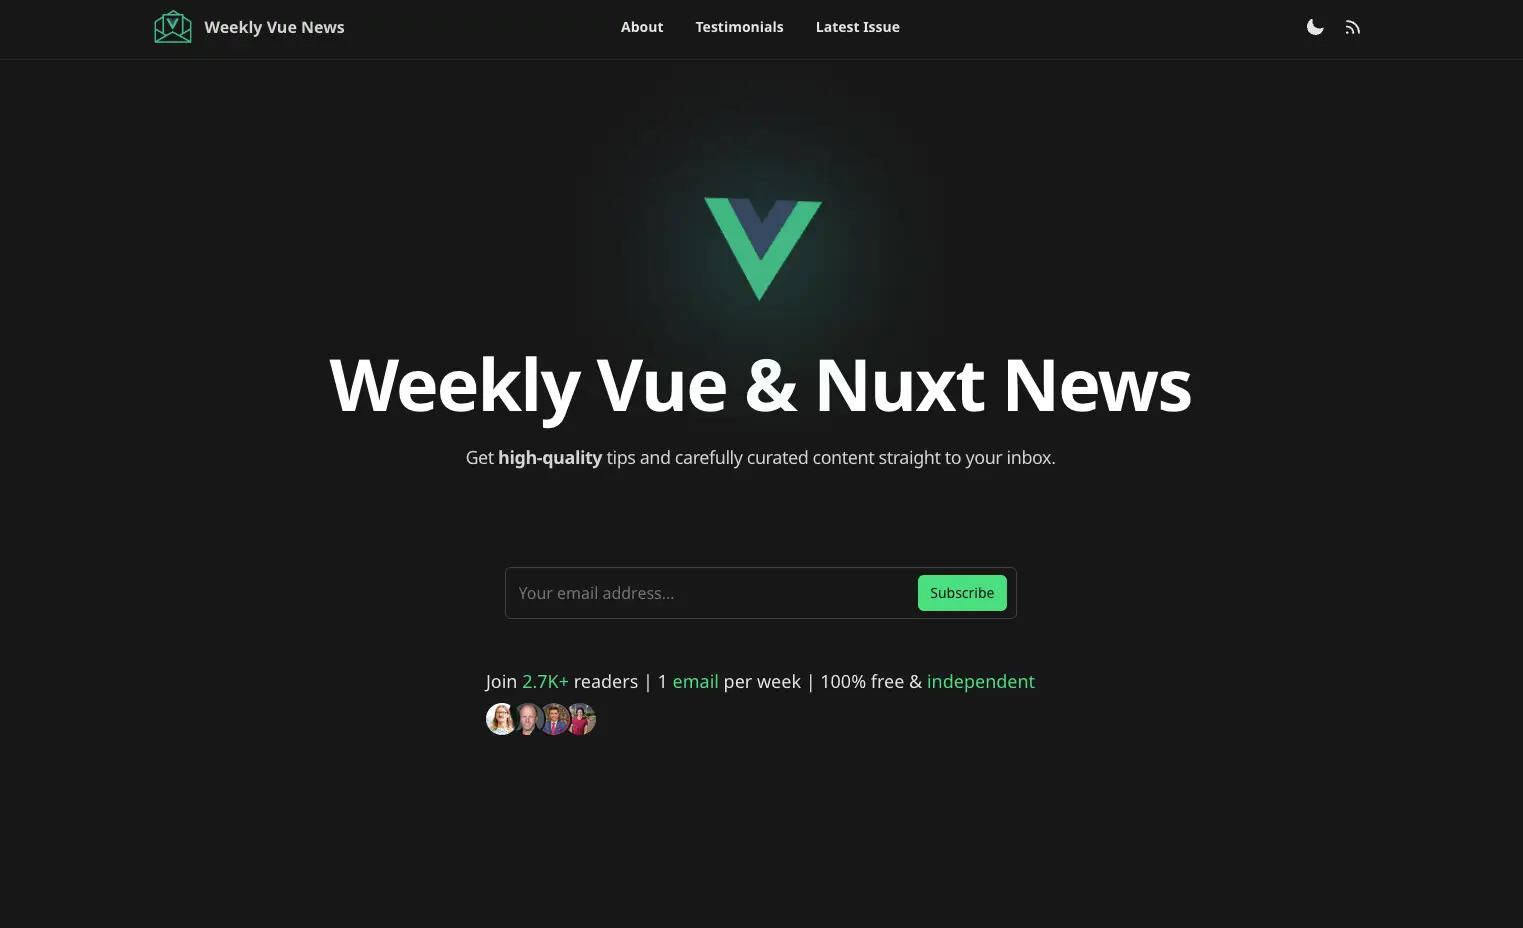 Weekly Vue News
About
Testimonials
Latest Issue
Weekly Vue & Nuxt News
Get high-quality tips and carefully curated content straight to your inbox.
Your email address...
Subscribe
Join 2.7K+ readers | 1 email per week | 100% free & independent